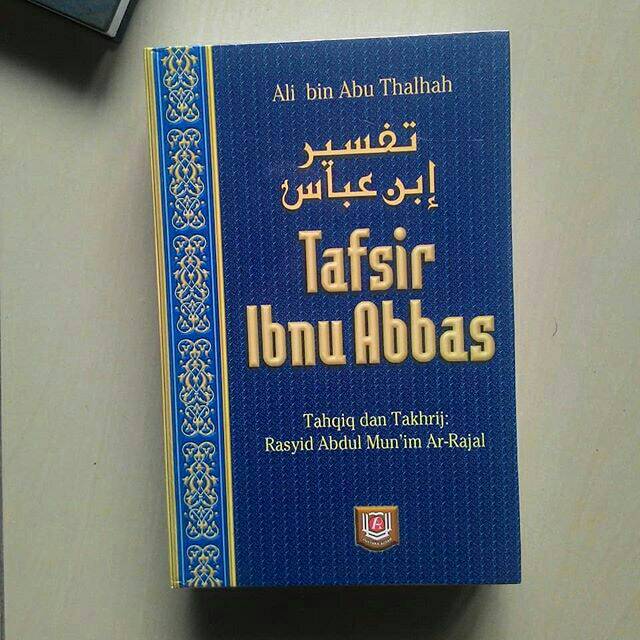 Ali bin Abu Thalhah
تفسير
إبن عباس
Tafsir
Ibnu Abbas
Tahqiq dan Takhrij:
Rasyid Abdul Mun'im Ar-Rajal